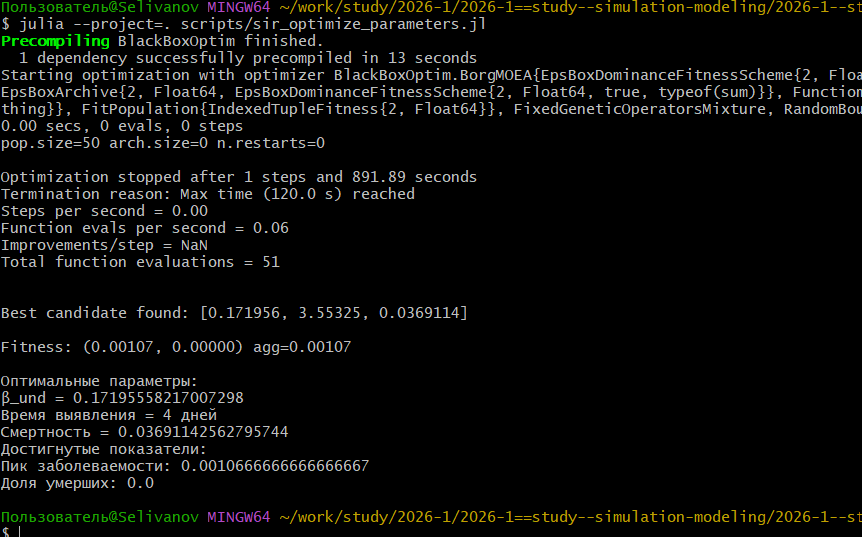 Пользователь@Selivanov MINGW64 ~/work/study/2026-1/2026-1==study--simulation-modeling/2026-1--st
$ julia --project=. scripts/sir_optimize_parameters.jl
Precompiling BlackBoxOptim finished.
  1 dependency successfully precompiled in 13 seconds
Starting optimization with optimizer BlackBoxOptim.BorgMOEA{EpsBoxDominanceFitnessScheme{2, Floa
EpsBoxArchive{2, Float64, EpsBoxDominanceFitnessScheme{2, Float64, true, typeof(sum)}}, Function
thing}}, FitPopulation{IndexedTupleFitness{2, Float64}}, FixedGeneticOperatorsMixture, RandomBou
0.00 secs, 0 evals, 0 steps
pop.size=50 arch.size=0 n.restarts=0
Optimization stopped after 1 steps and 891.89 seconds
Termination reason: Max time (120.0 s) reached
Steps per second = 0.00
Function evals per second = 0.06
Improvements/step = NaN
Total function evaluations = 51
Best candidate found: [0.171956, 3.55325, 0.0369114]
Fitness: (0.00107, 0.00000) agg=0.00107
Оптимальные параметры:
β_und = 0.17195558217007298
Время выявления = 4 дней
Смертность = 0.03691142562795744
Достигнутые показатели:
Пик заболеваемости: 0.0010666666666666667
Доля умерших: 0.0
Пользователь@Selivanov MINGW64 ~/work/study/2026-1/2026-1==study--simulation-modeling/2026-1--st
$